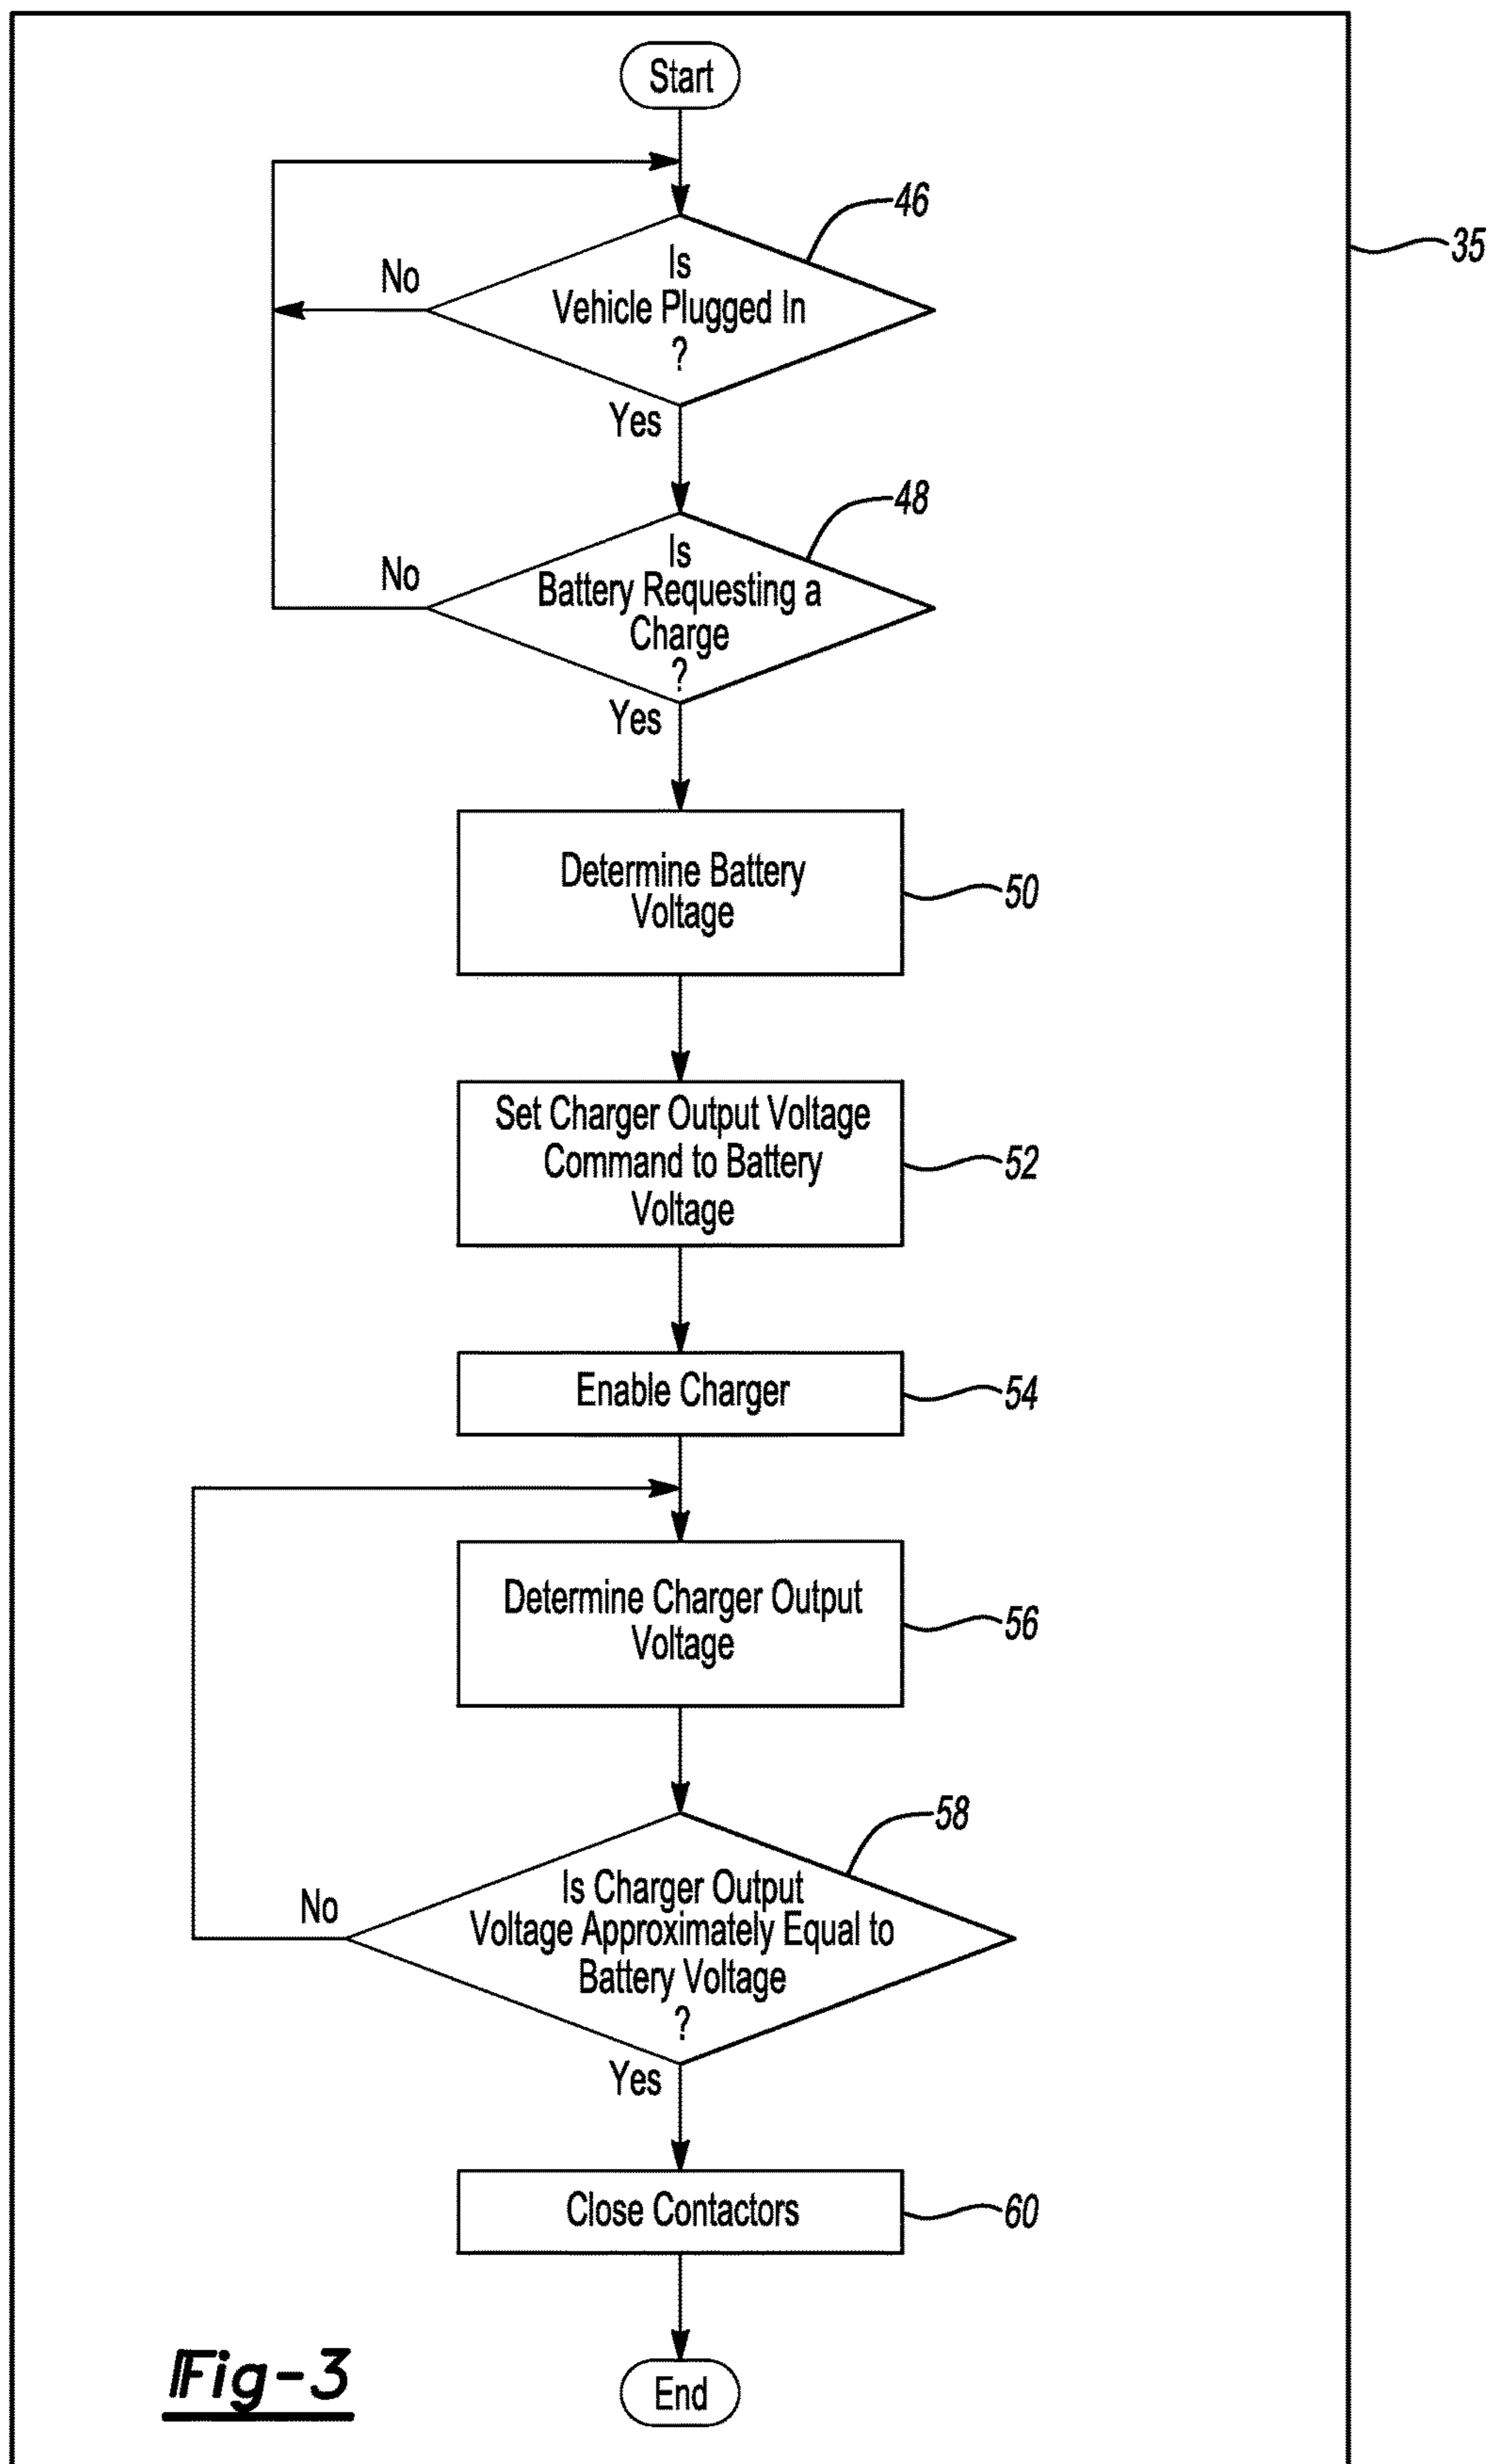 Start
46
35
Is
Vehicle Plugged In
?
No
Yes
48
Is
Battery Requesting a
Charge
?
No
Yes
Determine Battery
Voltage
50
Set Charger Output Voltage
Command to Battery
Voltage
52
Enable Charger
54
Determine Charger Output
Voltage
56
58
Is Charger Output
Voltage Approximately Equal to
Battery Voltage
?
No
Yes
Close Contactors
60
End
Fig-3